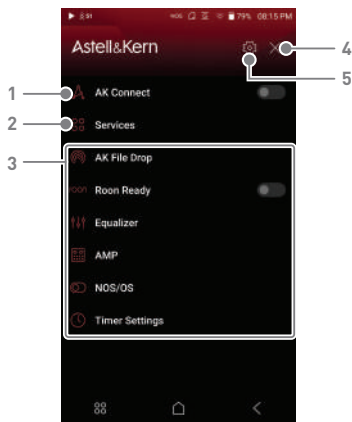 79% 08:15 PM
Astell&Kern
4
5
1 AK Connect
2 Services
3 AK File Drop
roon Roon Ready
Equalizer
AMP
NOS/OS
Timer Settings